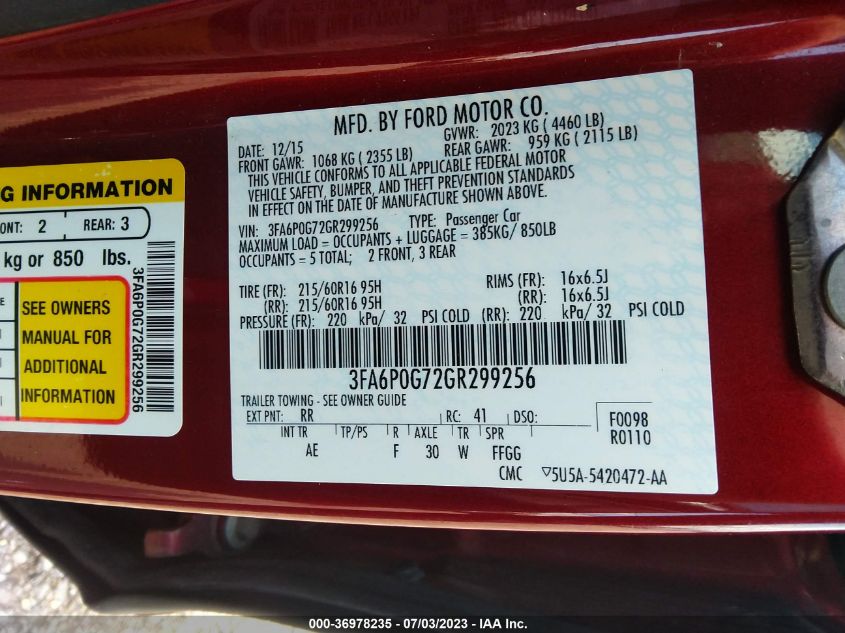 G INFORMATION
ONT: 2 REAR: 3
kg or 850 lbs.
SEE OWNERS
MANUAL FOR
ADDITIONAL
INFORMATION
3FA6P0G72GR299256
MFD. BY FORD MOTOR CO.
DATE: 12/15 GVWR: 2023 KG ( 4460 LB)
FRONT GAWR: 1068 KG ( 2355 LB) REAR GAWR: 959 KG ( 2115 LB)
THIS VEHICLE CONFORMS TO ALL APPLICABLE FEDERAL MOTOR
VEHICLE SAFETY, BUMPER, AND THEFT PREVENTION STANDARDS
IN EFFECT ON THE DATE OF MANUFACTURE SHOWN ABOVE.
VIN: 3FA6P0G72GR299256 TYPE: Passenger Car
MAXIMUM LOAD = OCCUPANTS + LUGGAGE = 385KG/ 850LB
OCCUPANTS = 5 TOTAL; 2 FRONT, 3 REAR
TIRE (FR): 215/60R16 95H RIMS (FR): 16x6.5J
(RR): 215/60R16 95H (RR): 16x6.5J
PRESSURE (FR): 220 kPa/ 32 PSI COLD (RR): 220 kPa/ 32 PSI COLD
3FA6P0G72GR299256
TRAILER TOWING - SEE OWNER GUIDE
EXT PNT: RR RC: 41 DSO:
F0098
R0110
INT TR TP/PS R AXLE TR SPR
AE F 30 W FFGG
CMC ▽5U5A-5420472-AA
000-36978235 - 07/03/2023 - IAA Inc.